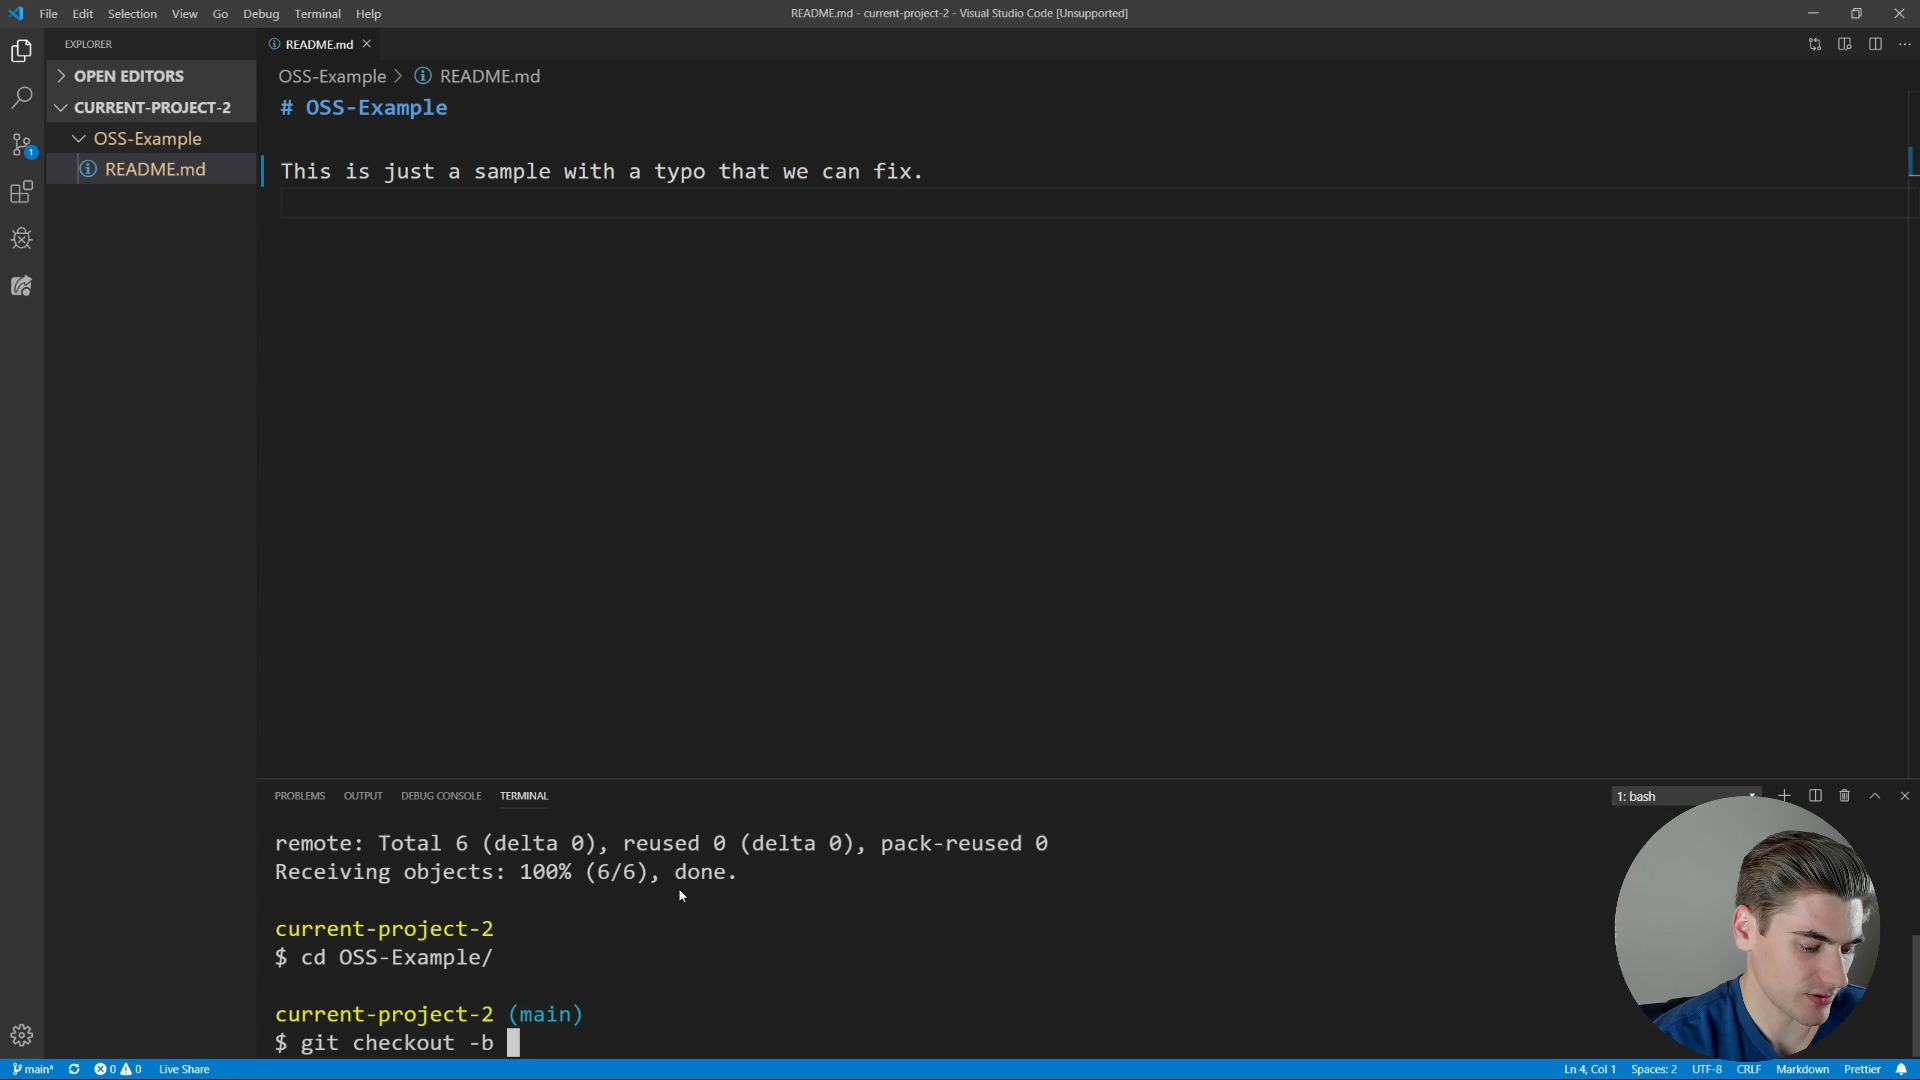 File Edit Selection View Go Debug Terminal Help
README.md - current-project-2 - Visual Studio Code [Unsupported]
EXPLORER
OPEN EDITORS
CURRENT-PROJECT-2
OSS-Example
README.md
1
README.md
OSS-Example > README.md
# OSS-Example
This is just a sample with a typo that we can fix.
PROBLEMS OUTPUT DEBUG CONSOLE TERMINAL
1: bash
remote: Total 6 (delta 0), reused 0 (delta 0), pack-reused 0
Receiving objects: 100% (6/6), done.
current-project-2
$ cd OSS-Example/
current-project-2 (main)
$ git checkout -b
main* 0 0 Live Share
Ln 4, Col 1 Spaces: 2 UTF-8 CRLF Markdown Prettier